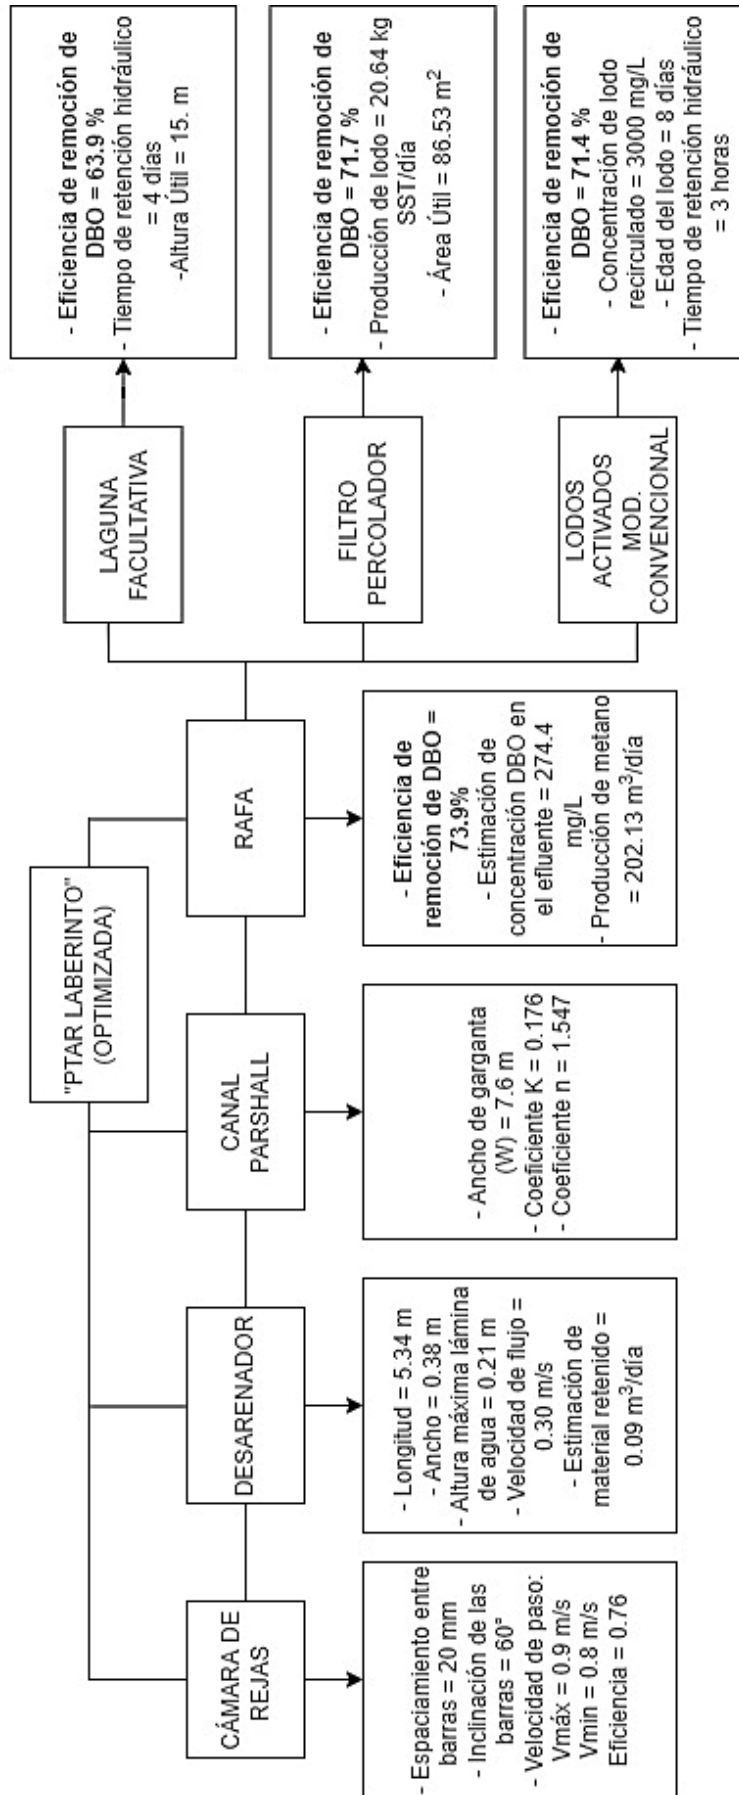 "PTAR LABERINTO"
(OPTIMIZADA)
CÁMARA DE
REJAS
DESARENADOR
CANAL
PARSHALL
RAFA
- Espaciamiento entre
barras = 20 mm
- Inclinación de las
barras = 60°
- Velocidad de paso:
Vmáx = 0.9 m/s
Vmin = 0.8 m/s
Eficiencia = 0.76
- Longitud = 5.34 m
- Ancho = 0.38 m
- Altura máxima lámina
de agua = 0.21 m
- Velocidad de flujo =
0.30 m/s
- Estimación de
material retenido =
0.09 m³/día
- Ancho de garganta
(W) = 7.6 m
- Coeficiente K = 0.176
- Coeficiente n = 1.547
- Eficiencia de
remoción de DBO =
73.9%
- Estimación de
concentración DBO en
el efluente = 274.4
mg/L
- Producción de metano
= 202.13 m³/día
LAGUNA
FACULTATIVA
- Eficiencia de remoción de
DBO = 63.9 %
- Tiempo de retención hidráulico
= 4 días
-Altura Útil = 15. m
FILTRO
PERCOLADOR
- Eficiencia de remoción de
DBO = 71.7 %
- Producción de lodo = 20.64 kg
SST/día
- Área Útil = 86.53 m²
LODOS
ACTIVADOS
MOD.
CONVENCIONAL
- Eficiencia de remoción de
DBO = 71.4 %
- Concentración de lodo
recirculado = 3000 mg/L
- Edad del lodo = 8 días
- Tiempo de retención hidráulico
= 3 horas